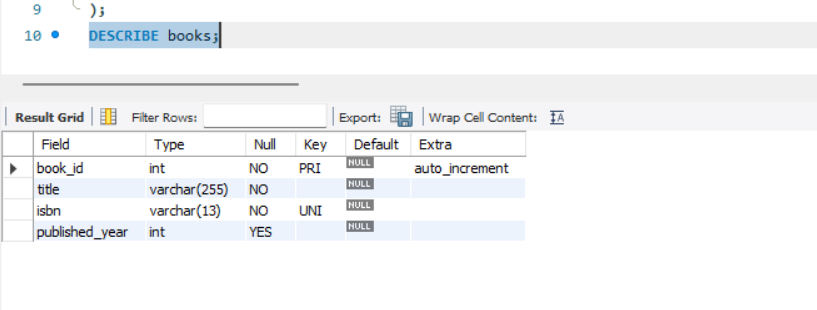 9 );
10 DESCRIBE books;
Result Grid Filter Rows: Export: Wrap Cell Content: IA
Field Type Null Key Default Extra
book_id int NO PRI NULL auto_increment
title varchar(255) NO NULL
isbn varchar(13) NO UNI NULL
published_year int YES NULL